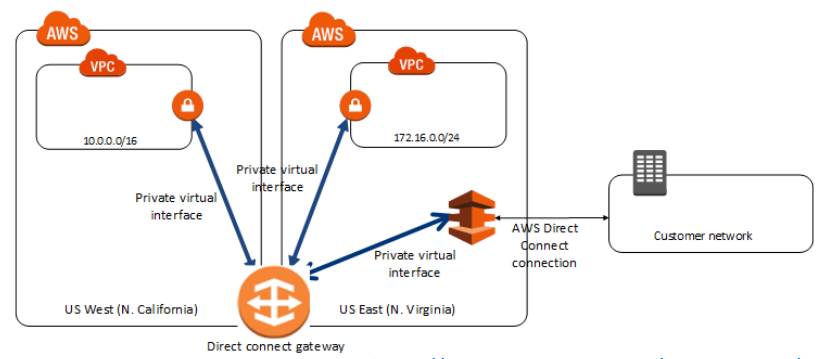 AWS
AWS
VPC
VPC
10.0.0.0/16
172.16.0.0/24
Private virtual
interface
Private virtual
interface
Private virtual
interface
AWS Direct
Connect
connection
Customer network
US West (N. California)
US East (N. Virginia)
Direct connect gateway